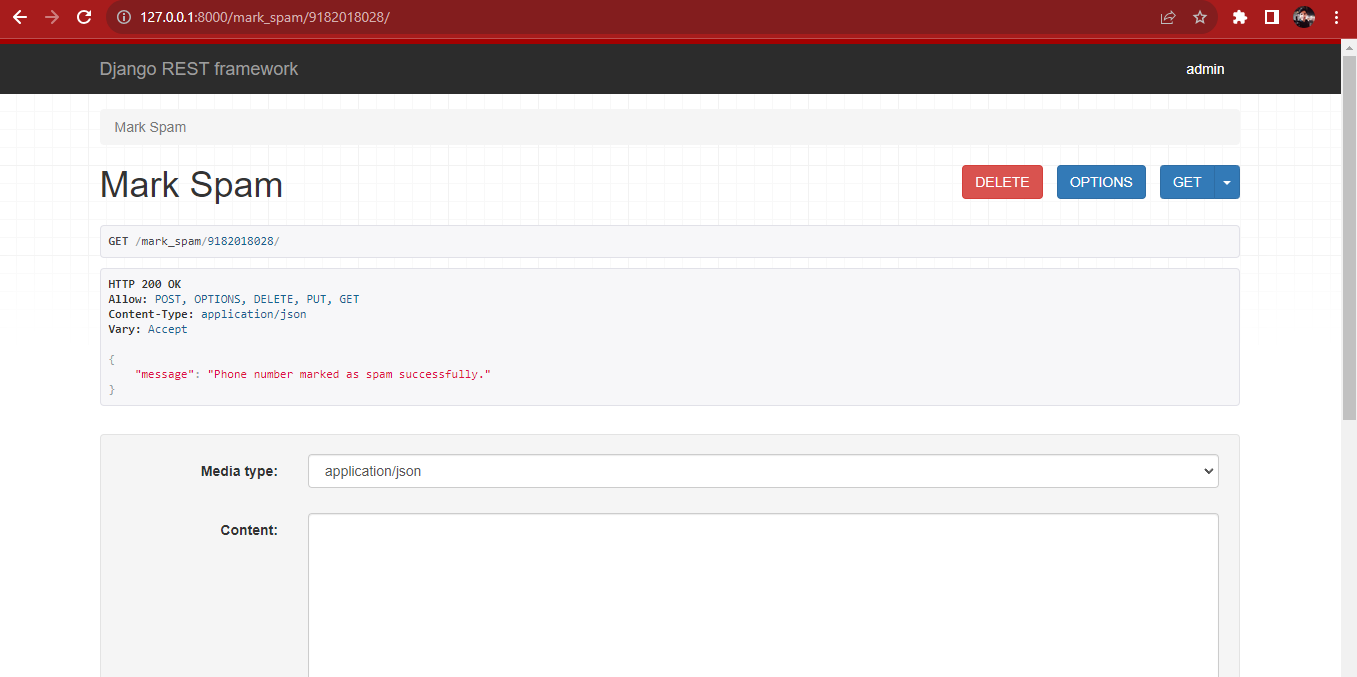 127.0.0.1:8000/mark_spam/9182018028/
Django REST framework
admin
Mark Spam
Mark Spam
DELETE
OPTIONS
GET
GET /mark_spam/9182018028/
HTTP 200 OK
Allow: POST, OPTIONS, DELETE, PUT, GET
Content-Type: application/json
Vary: Accept
{
"message": "Phone number marked as spam successfully."
}
Media type:
application/json
Content: